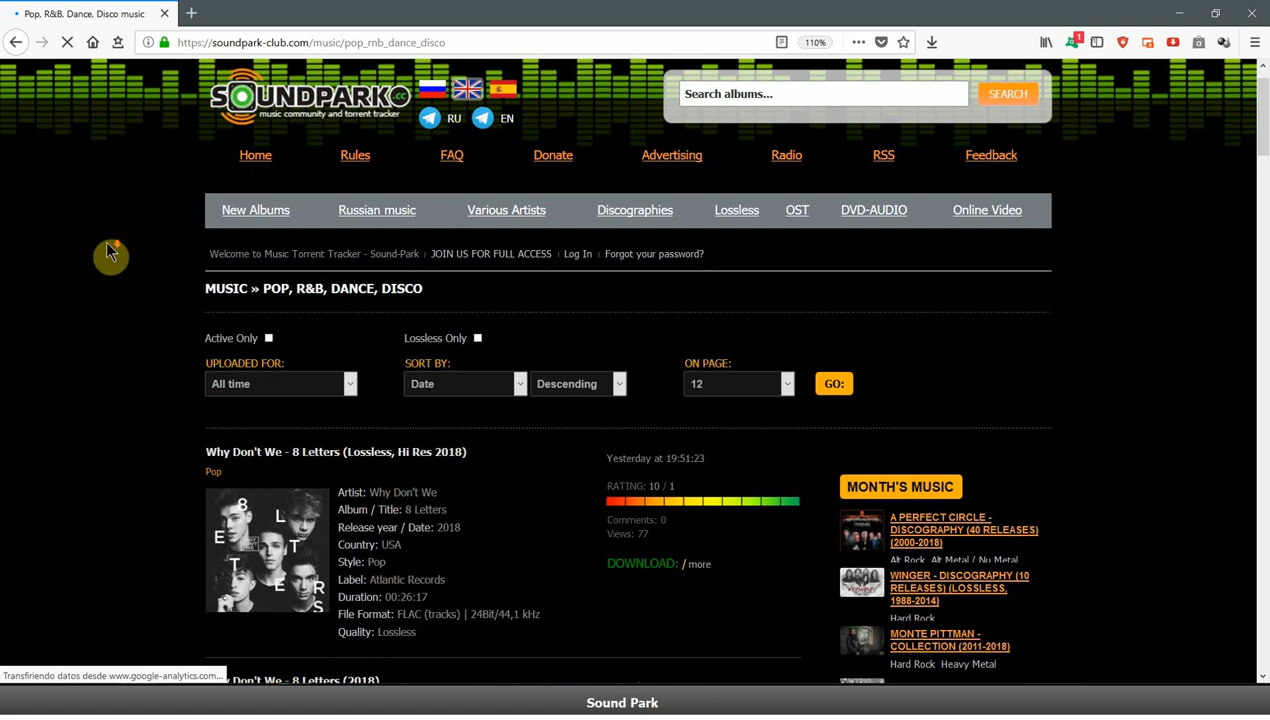 Pop, R&B, Dance, Disco music
https://soundpark-club.com/music/pop_rnb_dance_disco
110%
1
SOUNDPARK.cc
music community and torrent tracker
RU
EN
Search albums...
SEARCH
Home Rules FAQ Donate Advertising Radio RSS Feedback
New Albums Russian music Various Artists Discographies Lossless OST DVD-AUDIO Online Video
Welcome to Music Torrent Tracker - Sound-Park JOIN US FOR FULL ACCESS Log In Forgot your password?
MUSIC » POP, R&B, DANCE, DISCO
Active Only Lossless Only
UPLOADED FOR: SORT BY: ON PAGE:
All time Date Descending 12 GO:
Why Don't We - 8 Letters (Lossless, Hi Res 2018)
Pop
8
L E T
T E R S
Artist: Why Don't We
Album / Title: 8 Letters
Release year / Date: 2018
Country: USA
Style: Pop
Label: Atlantic Records
Duration: 00:26:17
File Format: FLAC (tracks) | 24Bit/44,1 kHz
Quality: Lossless
Yesterday at 19:51:23
RATING: 10 / 1
Comments: 0
Views: 77
DOWNLOAD: / more
MONTH'S MUSIC
A PERFECT CIRCLE -
DISCOGRAPHY (40 RELEASES)
(2000-2018)
Alt Rock Alt Metal / Nu Metal
WINGER - DISCOGRAPHY (10
RELEASES) (LOSSLESS,
1988-2014)
Hard Rock
MONTE PITTMAN -
COLLECTION (2011-2018)
Hard Rock Heavy Metal
Why Don't We - 8 Letters (2018)
Transfiriendo datos desde www.google-analytics.com...
Sound Park